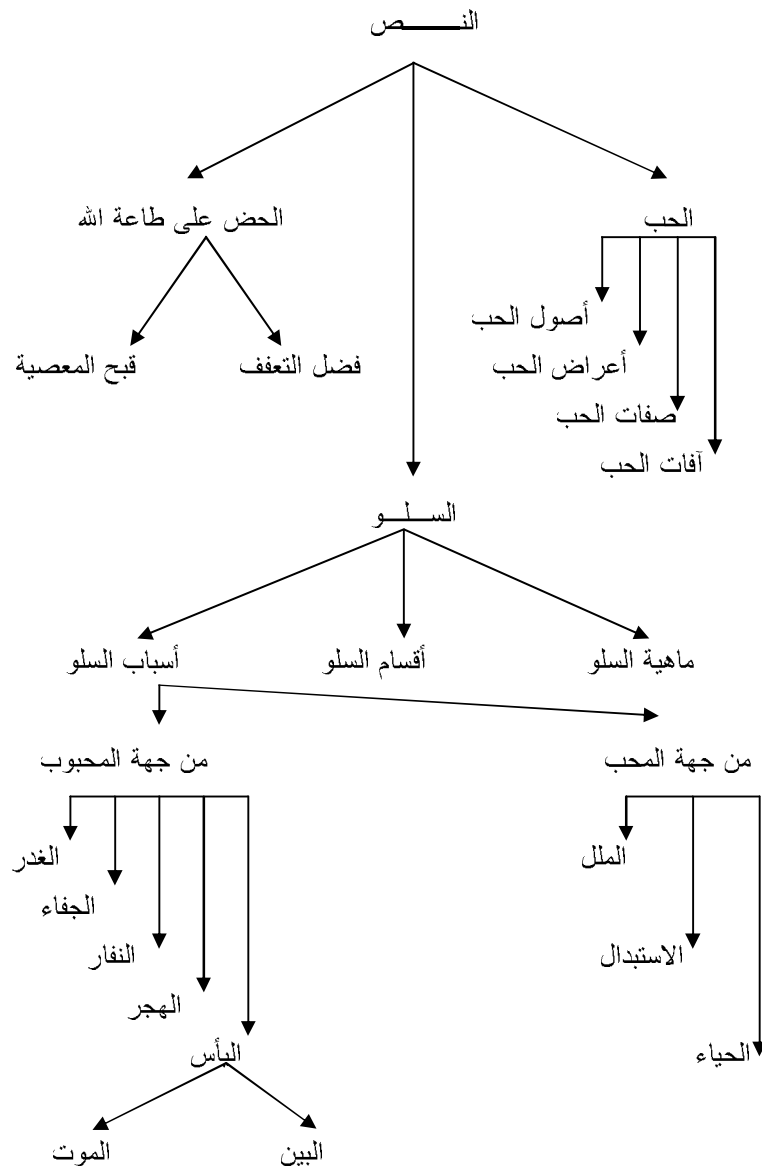 النـــــص
الحب
الحض على طاعة الله
أصول الحب
أعراض الحب
صفات الحب
آفات الحب
فضل التعفف
قبح المعصية
الســلــو
ماهية السلو
أقسام السلو
أسباب السلو
من جهة المحب
من جهة المحبوب
الملل
الاستبدال
الحياء
الغدر
الجفاء
النفار
الهجر
اليأس
البين
الموت